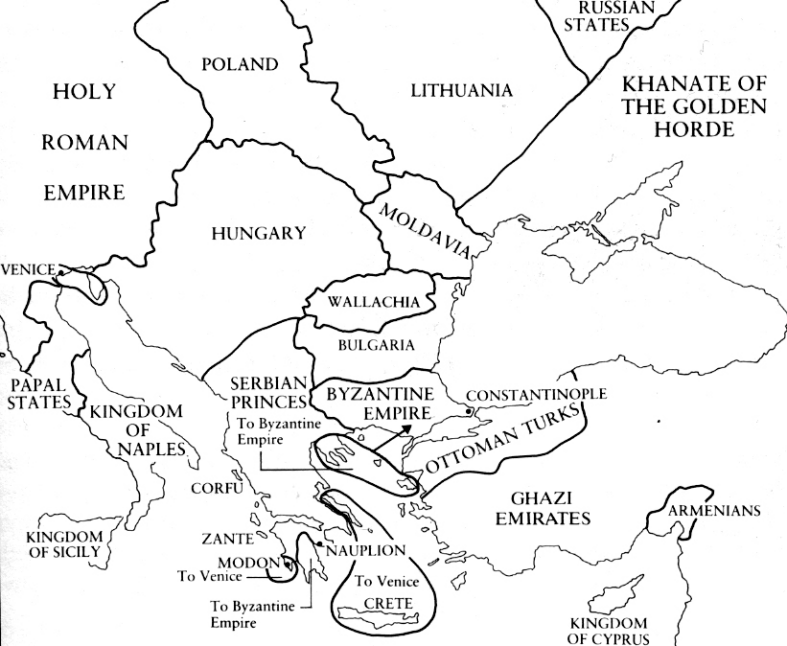 RUSSIAN
STATES
POLAND
HOLY
ROMAN
EMPIRE
LITHUANIA
KHANATE OF
THE GOLDEN
HORDE
MOLDAVIA
HUNGARY
VENICE
WALLACHIA
BULGARIA
PAPAL
STATES
KINGDOM
OF
NAPLES
SERBIAN
PRINCES
BYZANTINE
EMPIRE
CONSTANTINOPLE
To Byzantine
Empire
OTTOMAN TURKS
CORFU
GHAZI
EMIRATES
ARMENIANS
KINGDOM
OF SICILY
ZANTE
NAUPLION
MODON
To Venice
To Venice
CRETE
To Byzantine
Empire
KINGDOM
OF CYPRUS